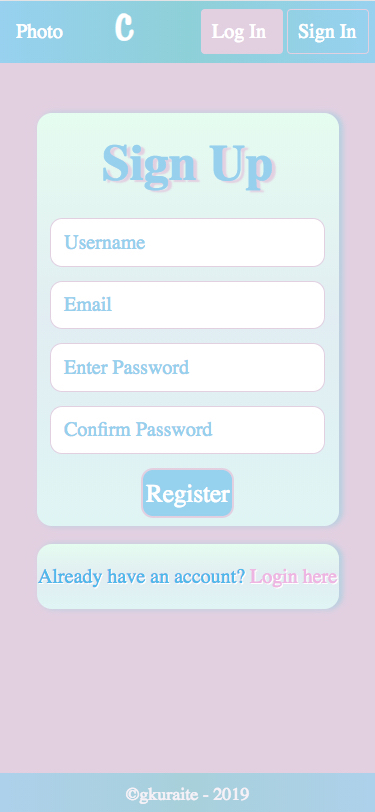 Photo C Log In Sign In
Sign Up
Username
Email
Enter Password
Confirm Password
Register
Already have an account? Login here
©gkuraite - 2019